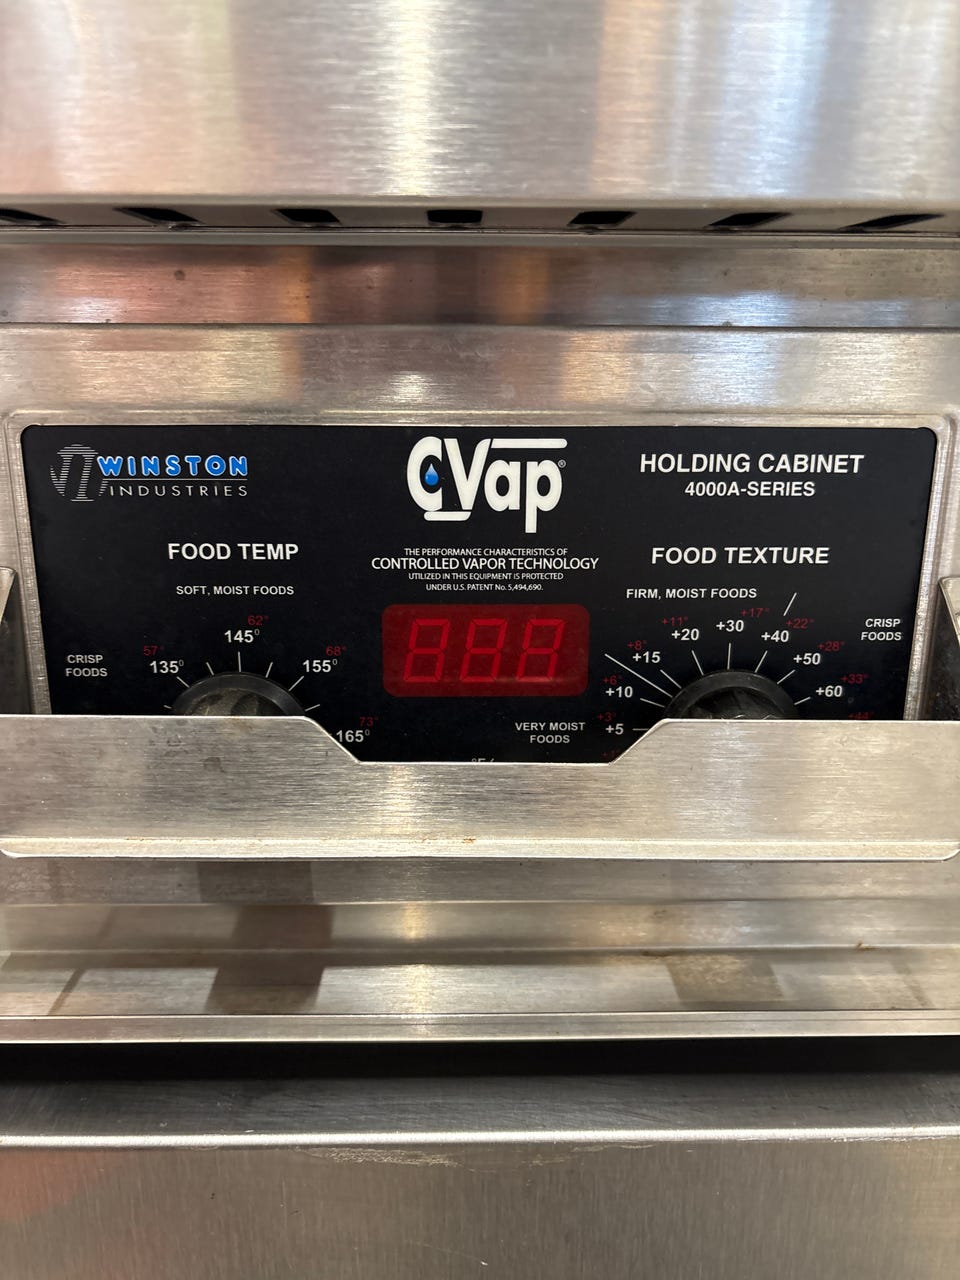 WINSTON
INDUSTRIES
CVap®
HOLDING CABINET
4000A-SERIES
FOOD TEMP
SOFT, MOIST FOODS
CRISP
FOODS
57°
135°
62°
145°
68°
155°
73°
165°
THE PERFORMANCE CHARACTERISTICS OF
CONTROLLED VAPOR TECHNOLOGY
UTILIZED IN THIS EQUIPMENT IS PROTECTED
UNDER U.S. PATENT No. 5,494,690.
888
FOOD TEXTURE
FIRM, MOIST FOODS
CRISP
FOODS
VERY MOIST
FOODS
+3°
+5
+6°
+10
+8°
+15
+11°
+20
+17°
+30
+22°
+40
+28°
+50
+33°
+60